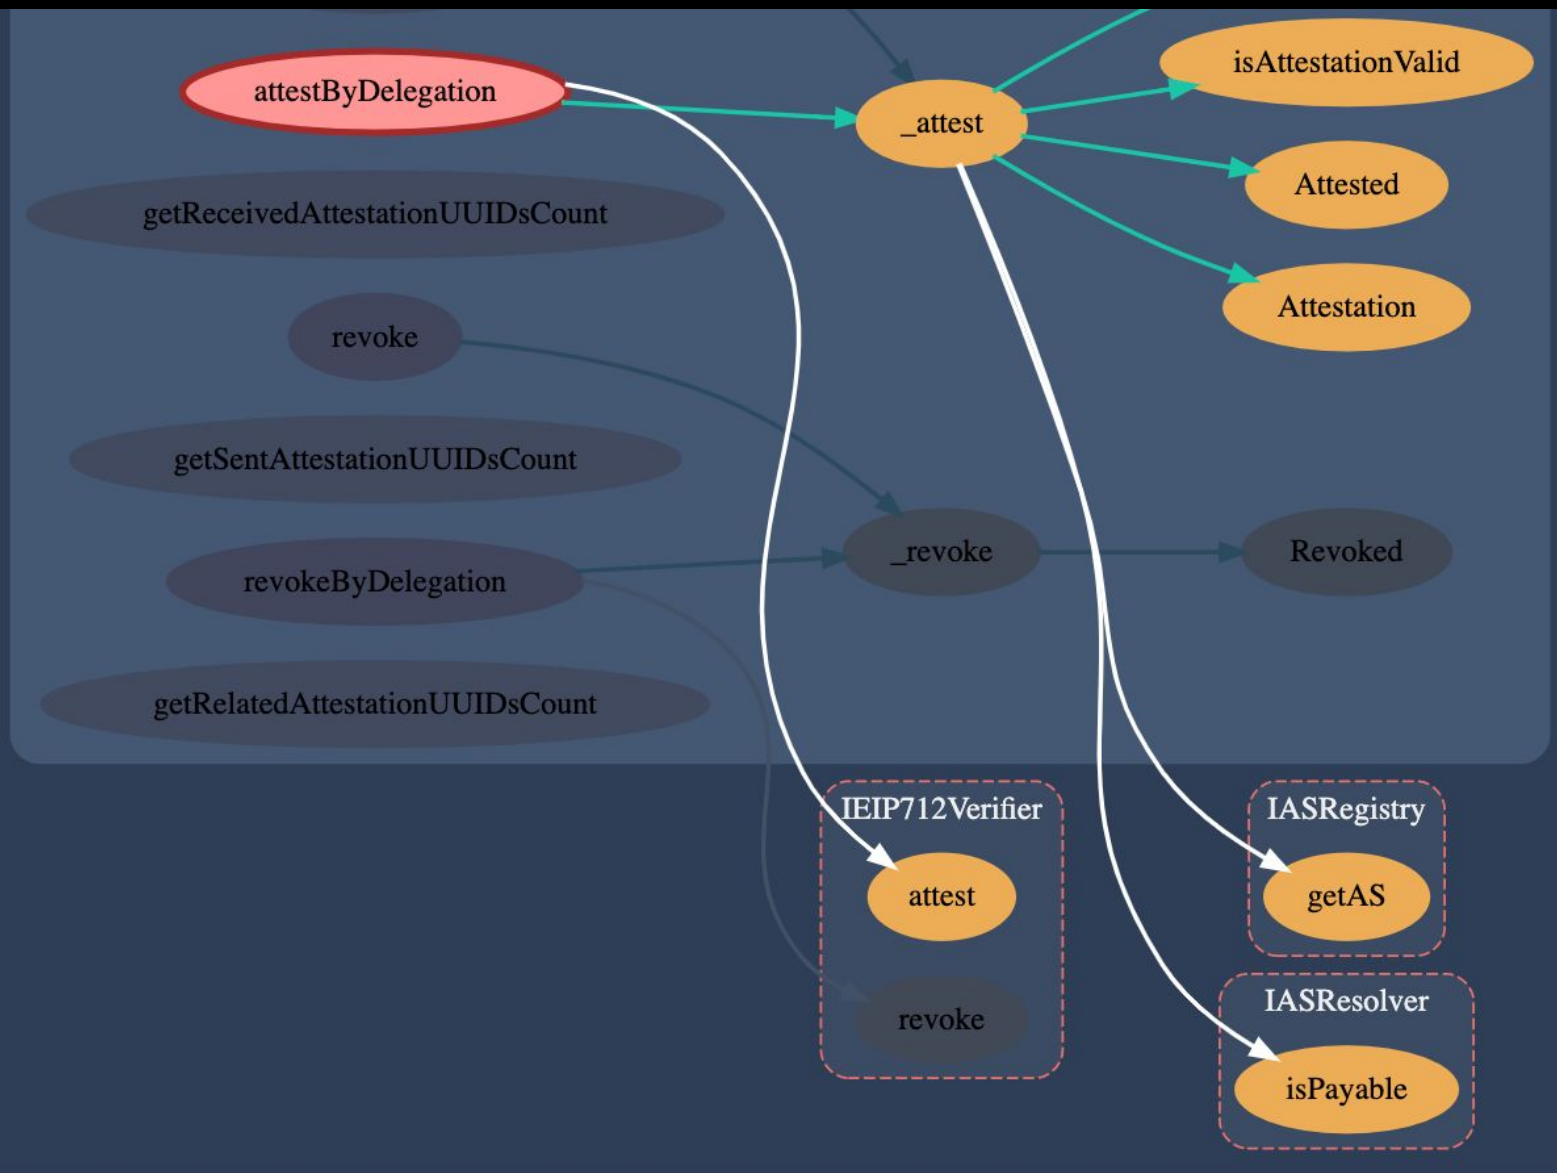 isAttestationValid
attestByDelegation
_attest
Attested
getReceivedAttestationUUIDsCount
Attestation
revoke
getSentAttestationUUIDsCount
_revoke
Revoked
revokeByDelegation
getRelatedAttestationUUIDsCount
IEIP712Verifier
attest
revoke
IASRegistry
getAS
IASResolver
isPayable